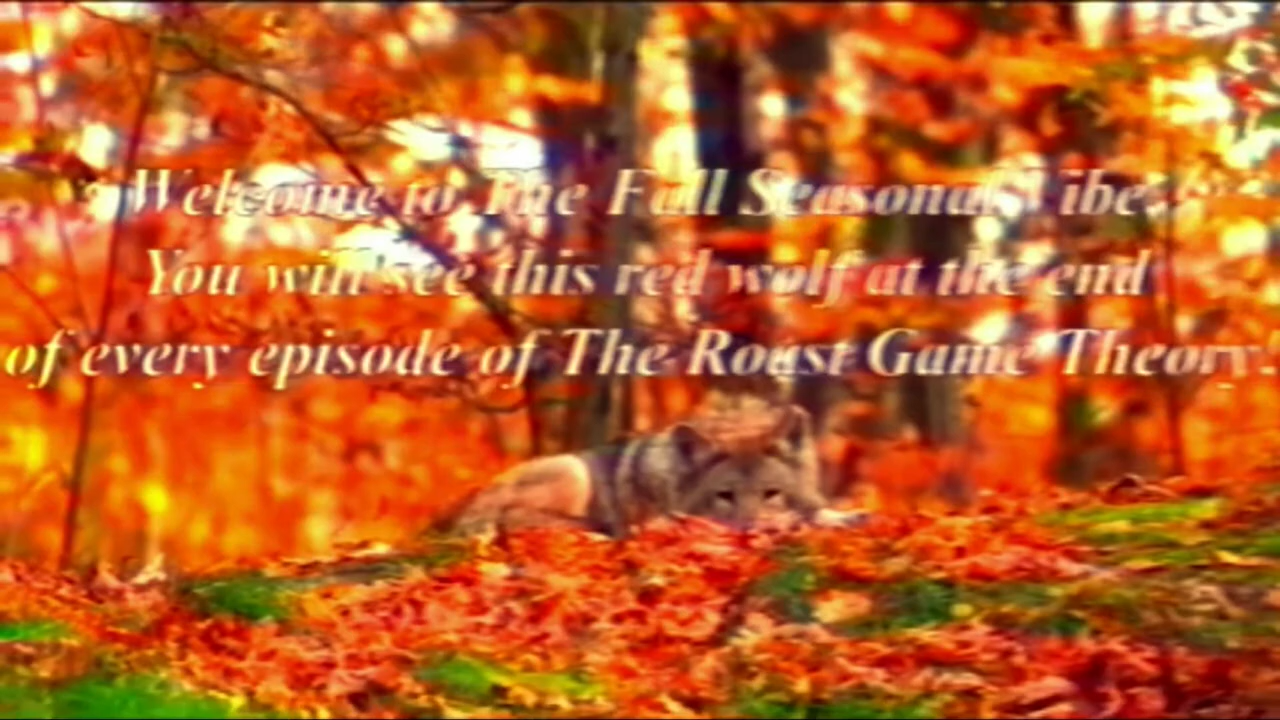 Welcome to The Fall Seasonal Vibe
You will see this red wolf at the end
of every episode of The Roast Game Theory.